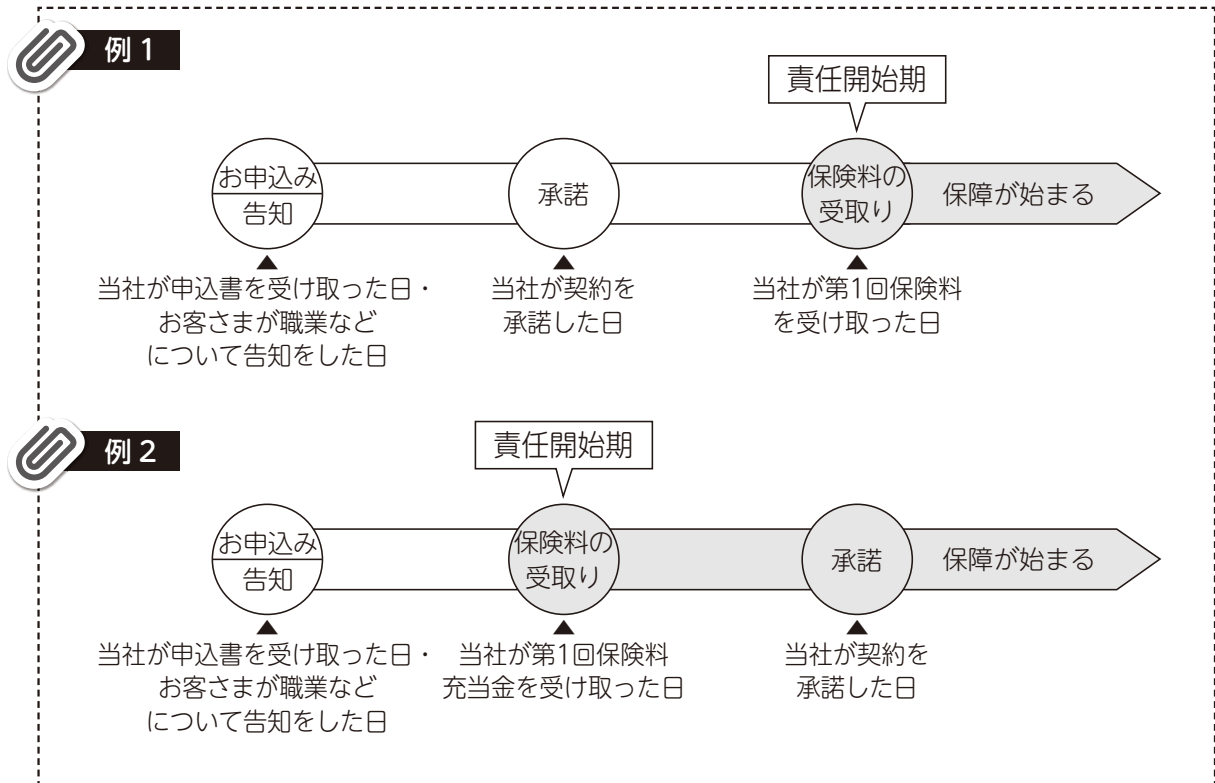 例 1
責任開始期
お申込み
告知
承諾
保険料の
受取り
保障が始まる
当社が申込書を受け取った日・
お客さまが職業など
について告知をした日
当社が契約を
承諾した日
当社が第1回保険料
を受け取った日
例 2
責任開始期
お申込み
告知
保険料の
受取り
承諾
保障が始まる
当社が申込書を受け取った日・
お客さまが職業など
について告知をした日
当社が第1回保険料
充当金を受け取った日
当社が契約を
承諾した日